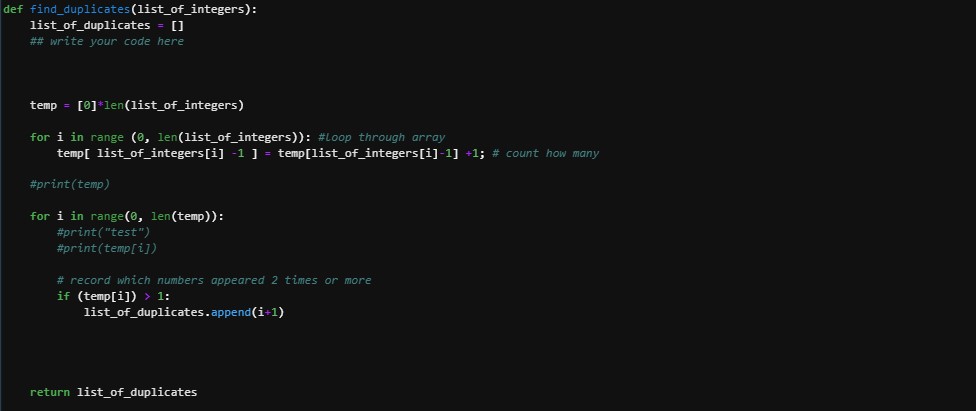 def find_duplicates(list_of_integers):
    list_of_duplicates = []
    ## write your code here
    temp = [0]*len(list_of_integers)
    for i in range (0, len(list_of_integers)): #loop through array
        temp[ list_of_integers[i] -1 ] = temp[list_of_integers[i]-1] +1; # count how many
    #print(temp)
    for i in range(0, len(temp)):
        #print("test")
        #print(temp[i])
        # record which numbers appeared 2 times or more
        if (temp[i]) > 1:
            list_of_duplicates.append(i+1)
    return list_of_duplicates